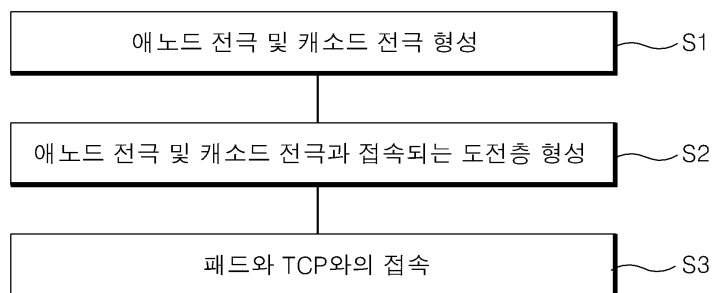 애노드 전극 및 캐소드 전극 형성 S1
애노드 전극 및 캐소드 전극과 접속되는 도전층 형성 S2
패드와 TCP와의 접속 S3